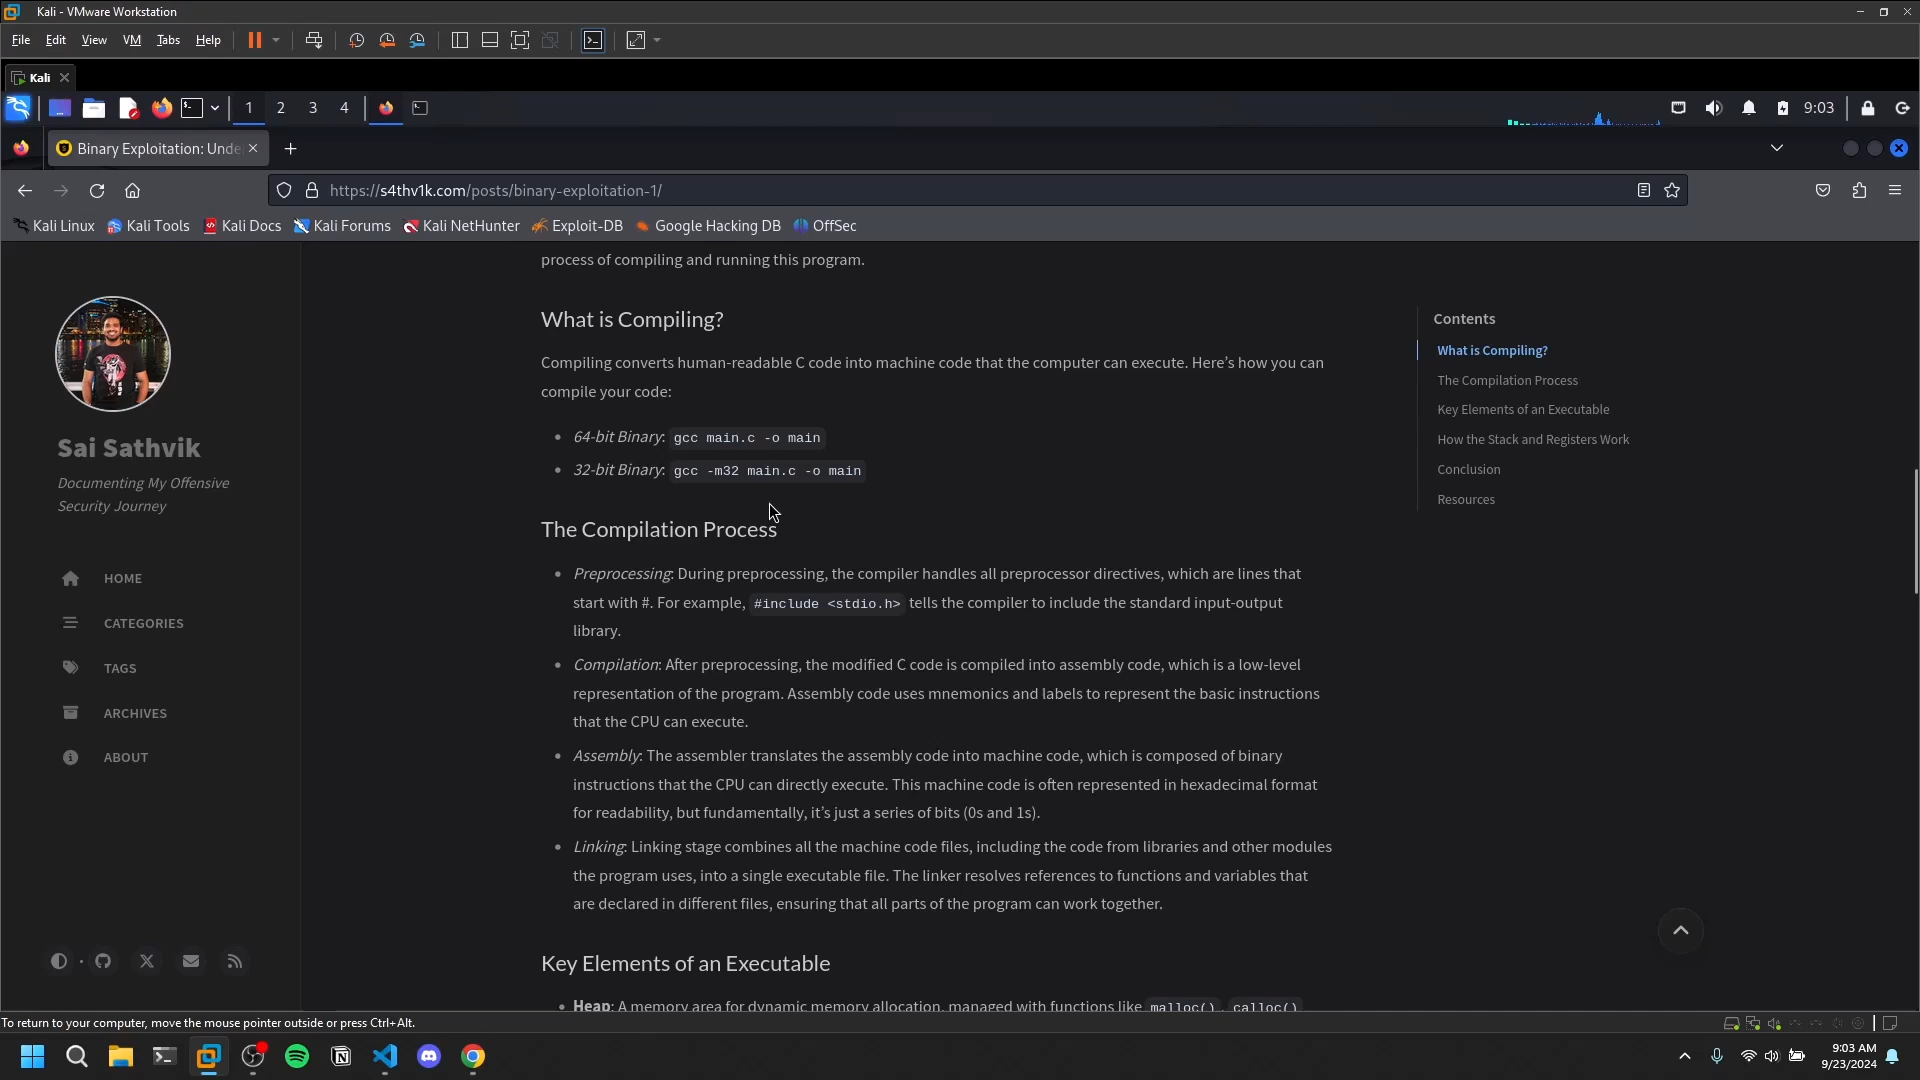 Kali - VMware Workstation
File Edit View VM Tabs Help
Kali
1 2 3 4
9:03
Binary Exploitation: Unde
https://s4thv1k.com/posts/binary-exploitation-1/
Kali Linux Kali Tools Kali Docs Kali Forums Kali NetHunter Exploit-DB Google Hacking DB OffSec
Sai Sathvik
Documenting My Offensive
Security Journey
HOME
CATEGORIES
TAGS
ARCHIVES
ABOUT
process of compiling and running this program.
What is Compiling?
Compiling converts human-readable C code into machine code that the computer can execute. Here’s how you can
compile your code:
• 64-bit Binary: gcc main.c -o main
• 32-bit Binary: gcc -m32 main.c -o main
The Compilation Process
• Preprocessing: During preprocessing, the compiler handles all preprocessor directives, which are lines that
start with #. For example, #include <stdio.h> tells the compiler to include the standard input-output
library.
• Compilation: After preprocessing, the modified C code is compiled into assembly code, which is a low-level
representation of the program. Assembly code uses mnemonics and labels to represent the basic instructions
that the CPU can execute.
• Assembly: The assembler translates the assembly code into machine code, which is composed of binary
instructions that the CPU can directly execute. This machine code is often represented in hexadecimal format
for readability, but fundamentally, it’s just a series of bits (0s and 1s).
• Linking: Linking stage combines all the machine code files, including the code from libraries and other modules
the program uses, into a single executable file. The linker resolves references to functions and variables that
are declared in different files, ensuring that all parts of the program can work together.
Key Elements of an Executable
• Heap: A memory area for dynamic memory allocation, managed with functions like malloc(), calloc()
Contents
What is Compiling?
The Compilation Process
Key Elements of an Executable
How the Stack and Registers Work
Conclusion
Resources
To return to your computer, move the mouse pointer outside or press Ctrl+Alt.
9:03 AM
9/23/2024